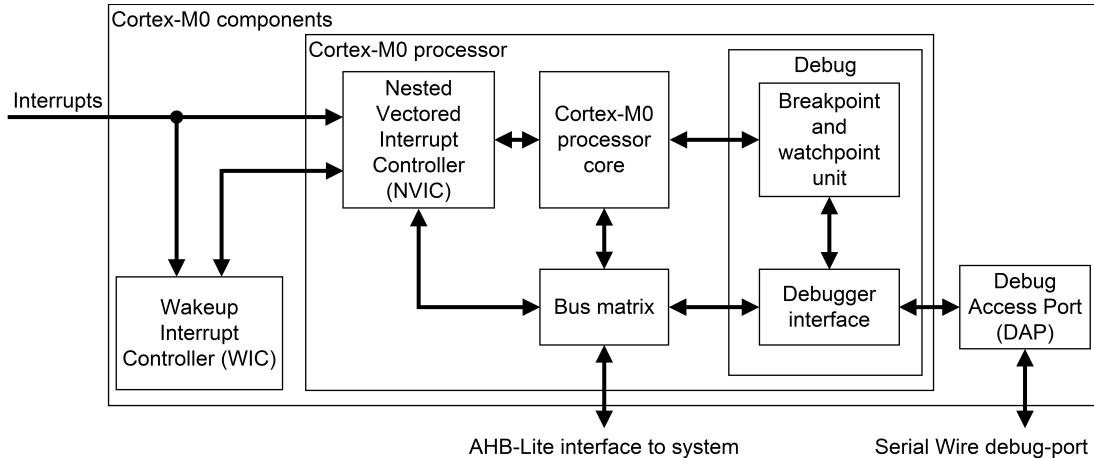 Cortex-M0 components
Cortex-M0 processor
Interrupts
Nested
Vectored
Interrupt
Controller
(NVIC)
Cortex-M0
processor
core
Debug
Breakpoint
and
watchpoint
unit
Wakeup
Interrupt
Controller (WIC)
Bus matrix
Debugger
interface
Debug
Access Port
(DAP)
AHB-Lite interface to system
Serial Wire debug-port